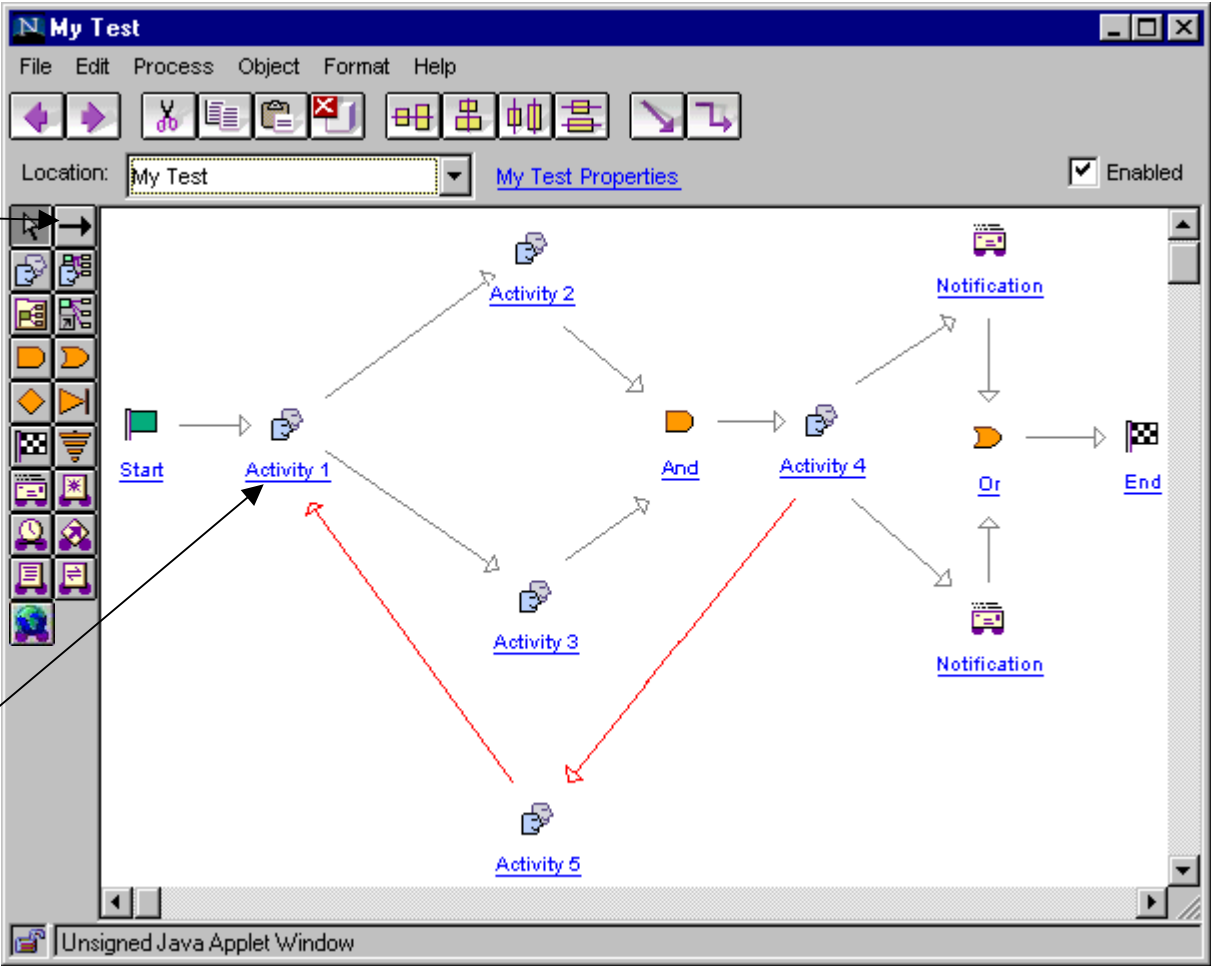 N My Test
File Edit Process Object Format Help
Location: My Test My Test Properties Enabled
Activity 2
Notification
Start
Activity 1
And
Activity 4
Or
End
Activity 3
Notification
Activity 5
Unsigned Java Applet Window